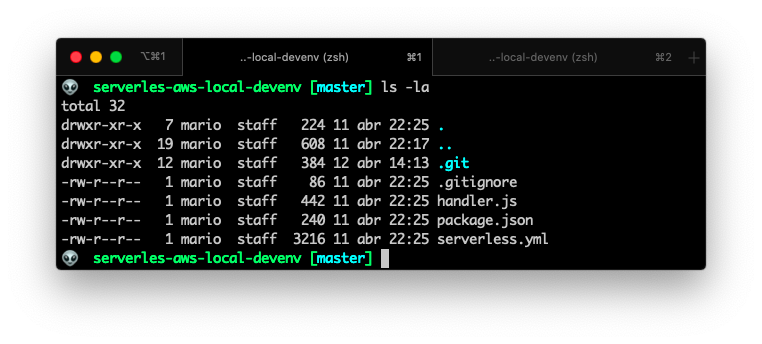 ⌥⌘1 ..-local-devenv (zsh) ⌘1 ..-local-devenv (zsh) ⌘2 +
👽 serverles-aws-local-devenv [master] ls -la
total 32
drwxr-xr-x 7 mario staff 224 11 abr 22:25 .
drwxr-xr-x 19 mario staff 608 11 abr 22:17 ..
drwxr-xr-x 12 mario staff 384 12 abr 14:13 .git
-rw-r--r-- 1 mario staff 86 11 abr 22:25 .gitignore
-rw-r--r-- 1 mario staff 442 11 abr 22:25 handler.js
-rw-r--r-- 1 mario staff 240 11 abr 22:25 package.json
-rw-r--r-- 1 mario staff 3216 11 abr 22:25 serverless.yml
👽 serverles-aws-local-devenv [master]